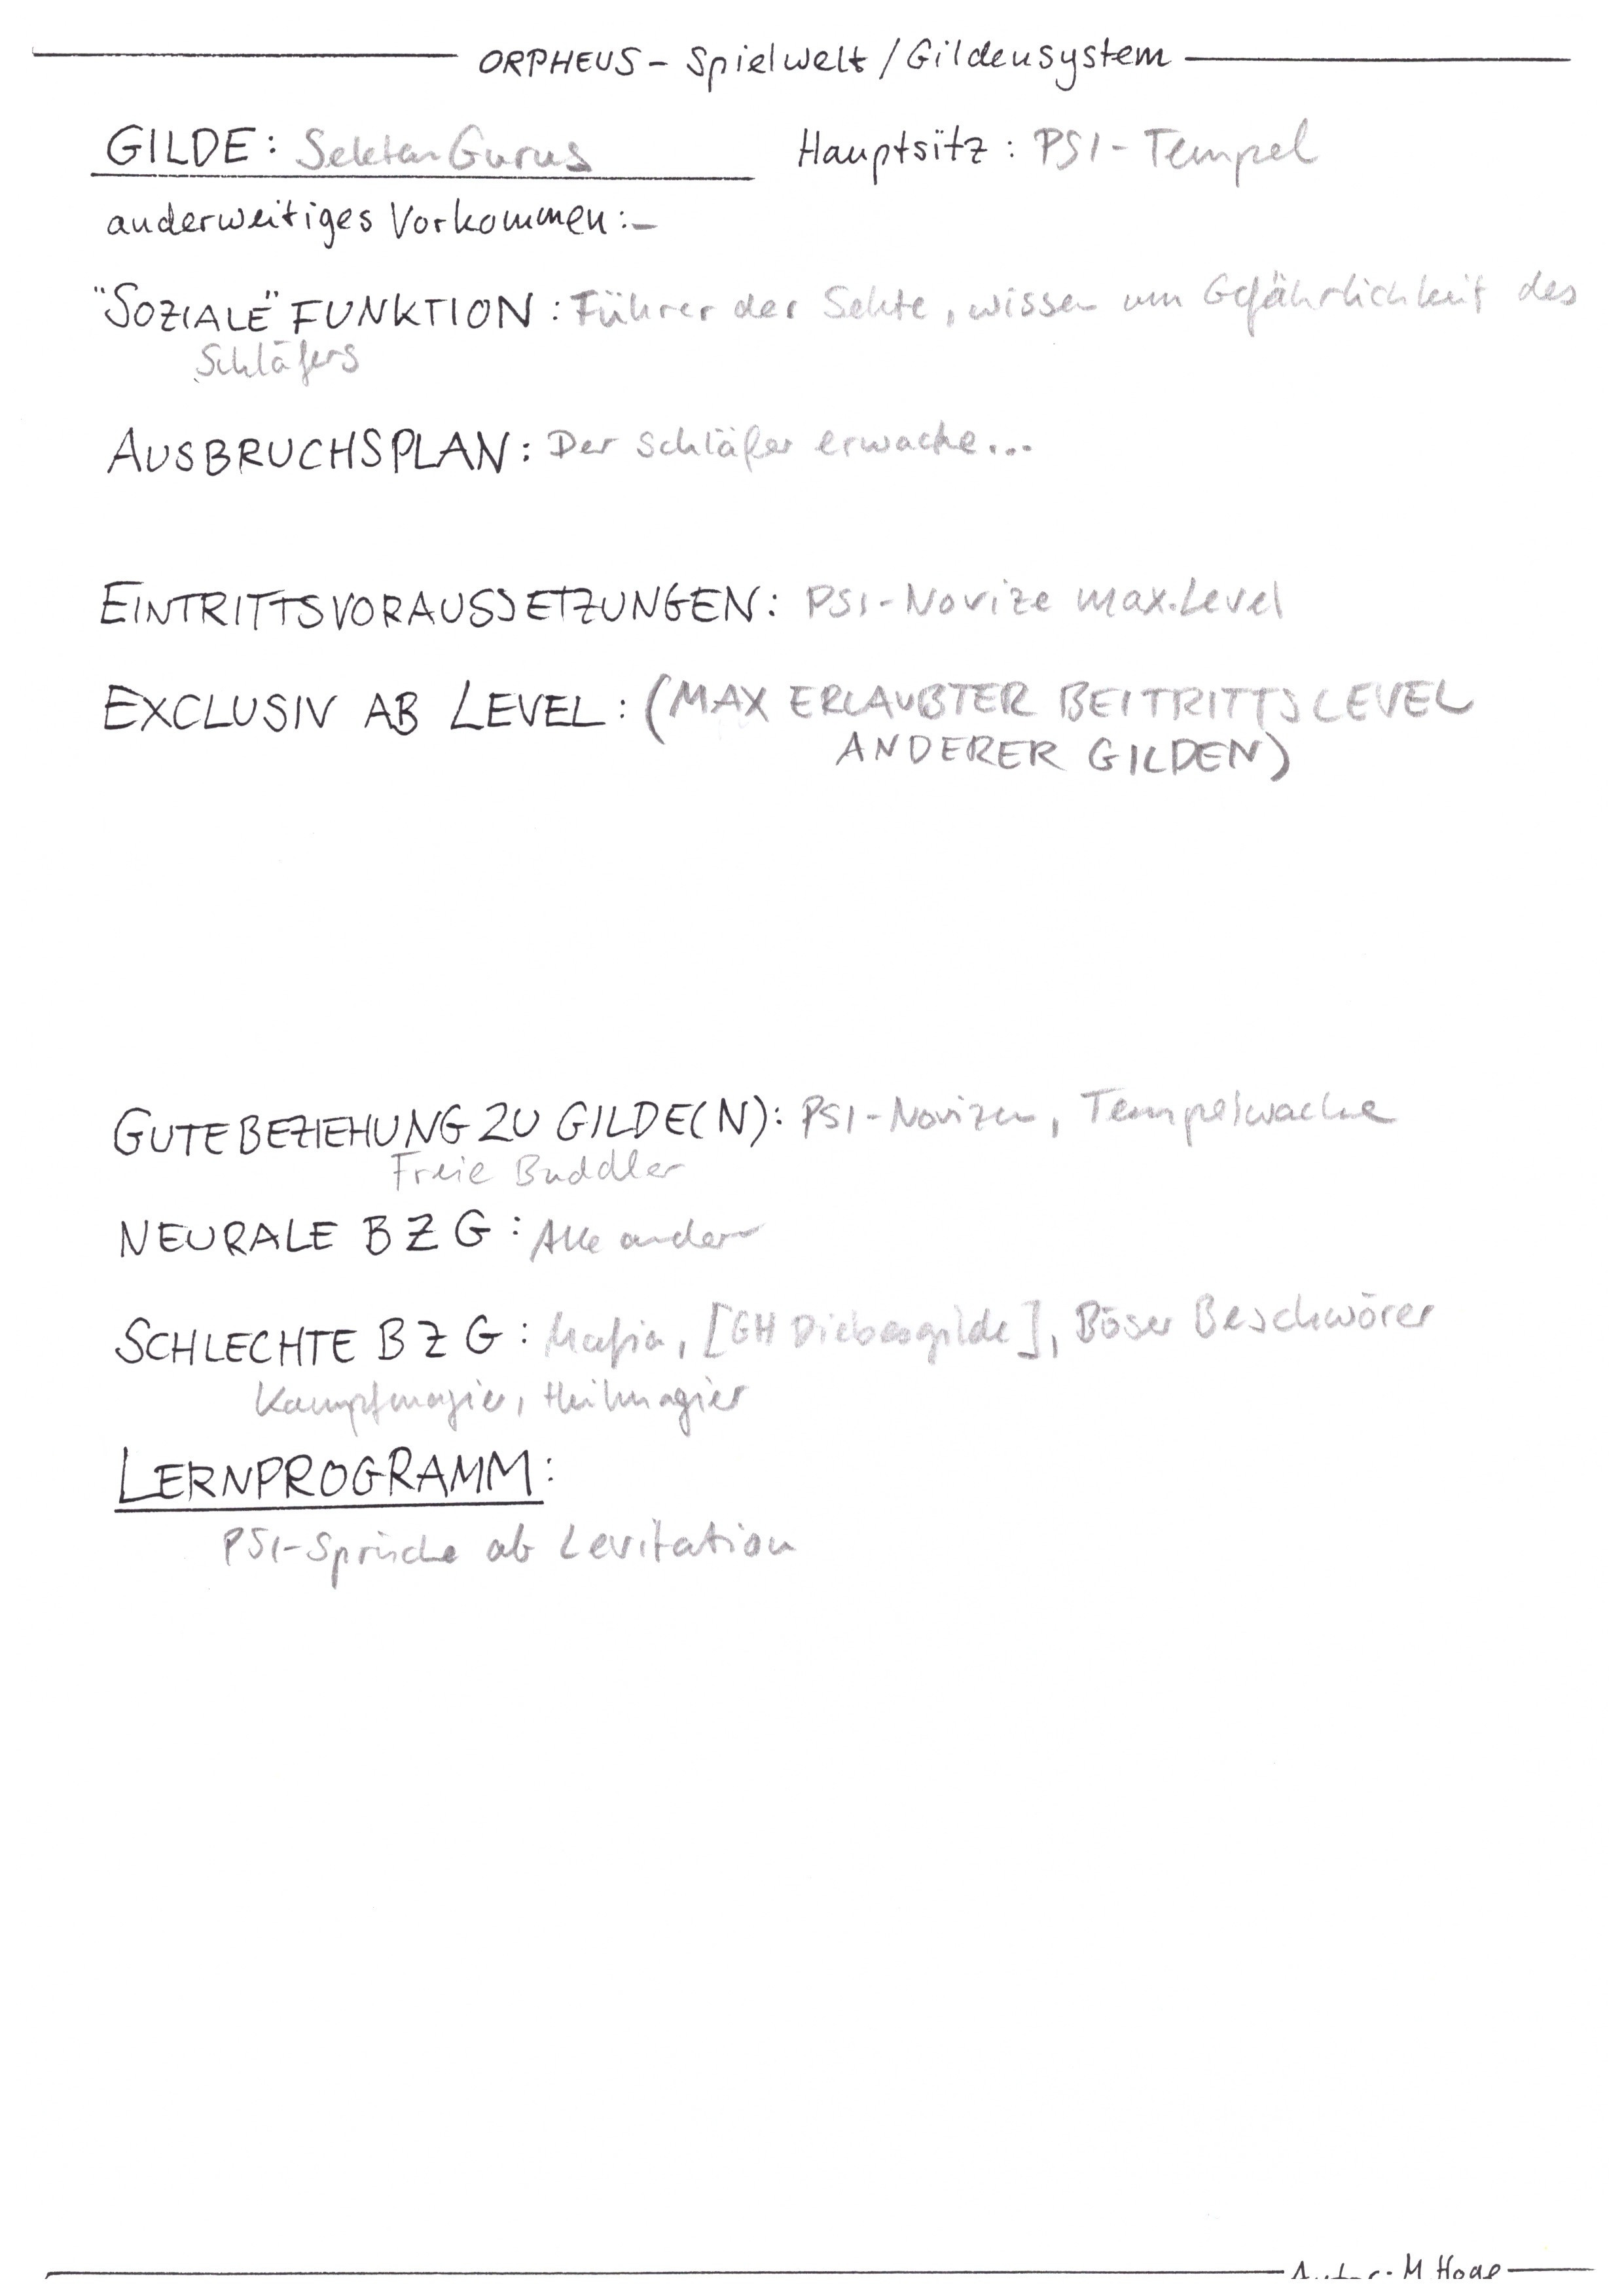 ORPHEUS - Spielwelt / Gildensystem
GILDE: Sekten Gurus Hauptsitz: PSI-Tempel
anderweitiges Vorkommen: -
"SOZIALE" FUNKTION: Führer der Sekte, wissen um Gefährlichkeit des
Schläfers
AUSBRUCHSPLAN: Der Schläfer erwache...
EINTRITTSVORAUSSETZUNGEN: PSI-Novize max. Level
EXCLUSIV AB LEVEL: (MAX ERLAUBTER BEITRITTSLEVEL
ANDERER GILDEN)
GUTE BEZIEHUNG ZU GILDE(N): PSI-Novizen, Tempelwache
Freie Buddler
NEURALE BZG: Alle andern
SCHLECHTE BZG: Mafia, [GH Diebesgilde], Böser Beschwörer
Kampfmagier, Heilmagier
LERNPROGRAMM:
PSI-Sprüche ab Levitation
Autor: M. Hoge